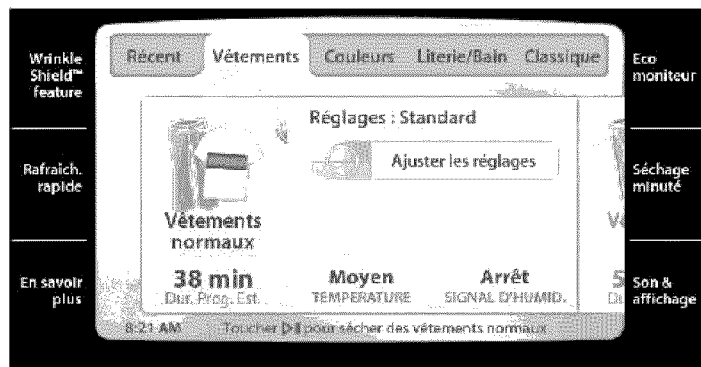 Wrinkle
Shield™
feature
Rafraîch.
rapide
En savoir
plus
Récent Vêtements Couleurs Literie/Bain Classique
Réglages : Standard
Ajuster les réglages
Vêtements
normaux
38 min
Dur. Prog. Est.
Moyen
TEMPERATURE
Arrêt
SIGNAL D'HUMID.
8:21 AM Toucher pour sécher des vêtements normaux
Eco
moniteur
Séchage
minuté
Son &
affichage